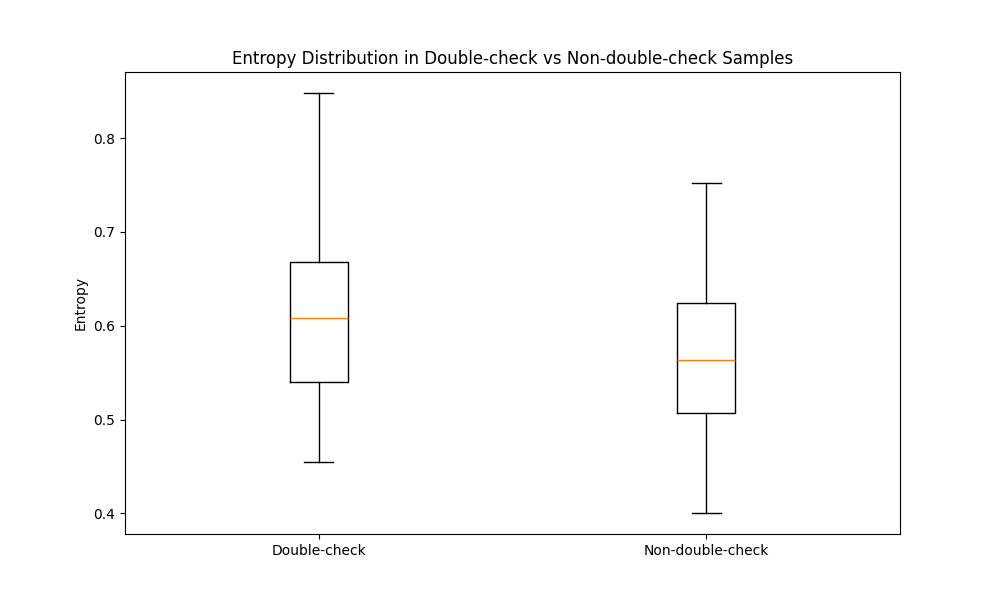 Entropy Distribution in Double-check vs Non-double-check Samples
Entropy
0.8
0.7
0.6
0.5
0.4
Double-check
Non-double-check